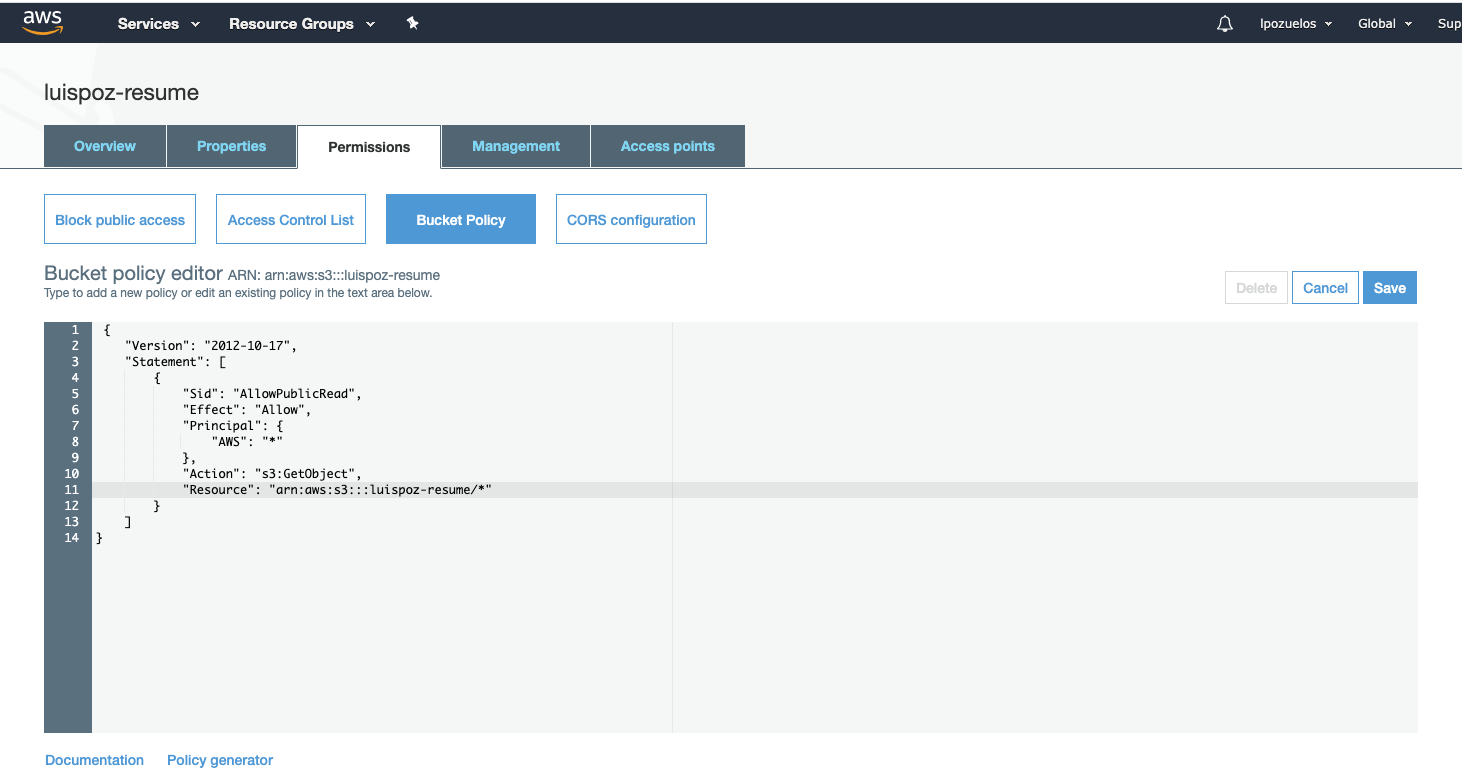 aws Services Resource Groups lpozuelos Global Sup
luispoz-resume
Overview Properties Permissions Management Access points
Block public access Access Control List Bucket Policy CORS configuration
Bucket policy editor ARN: arn:aws:s3:::luispoz-resume
Type to add a new policy or edit an existing policy in the text area below.
Delete Cancel Save
1 {
2 "Version": "2012-10-17",
3 "Statement": [
4 {
5 "Sid": "AllowPublicRead",
6 "Effect": "Allow",
7 "Principal": {
8 "AWS": "*"
9 },
10 "Action": "s3:GetObject",
11 "Resource": "arn:aws:s3:::luispoz-resume/*"
12 }
13 ]
14 }
Documentation Policy generator